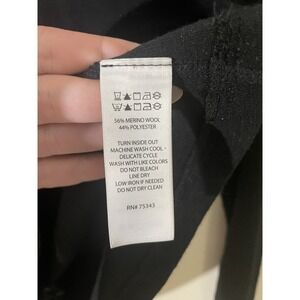 56% MERINO WOOL
44% POLYESTER
TURN INSIDE OUT
MACHINE WASH COOL -
DELICATE CYCLE
WASH WITH LIKE COLORS
DO NOT BLEACH
LINE DRY
LOW IRON IF NEEDED
DO NOT DRY CLEAN
RN# 75343